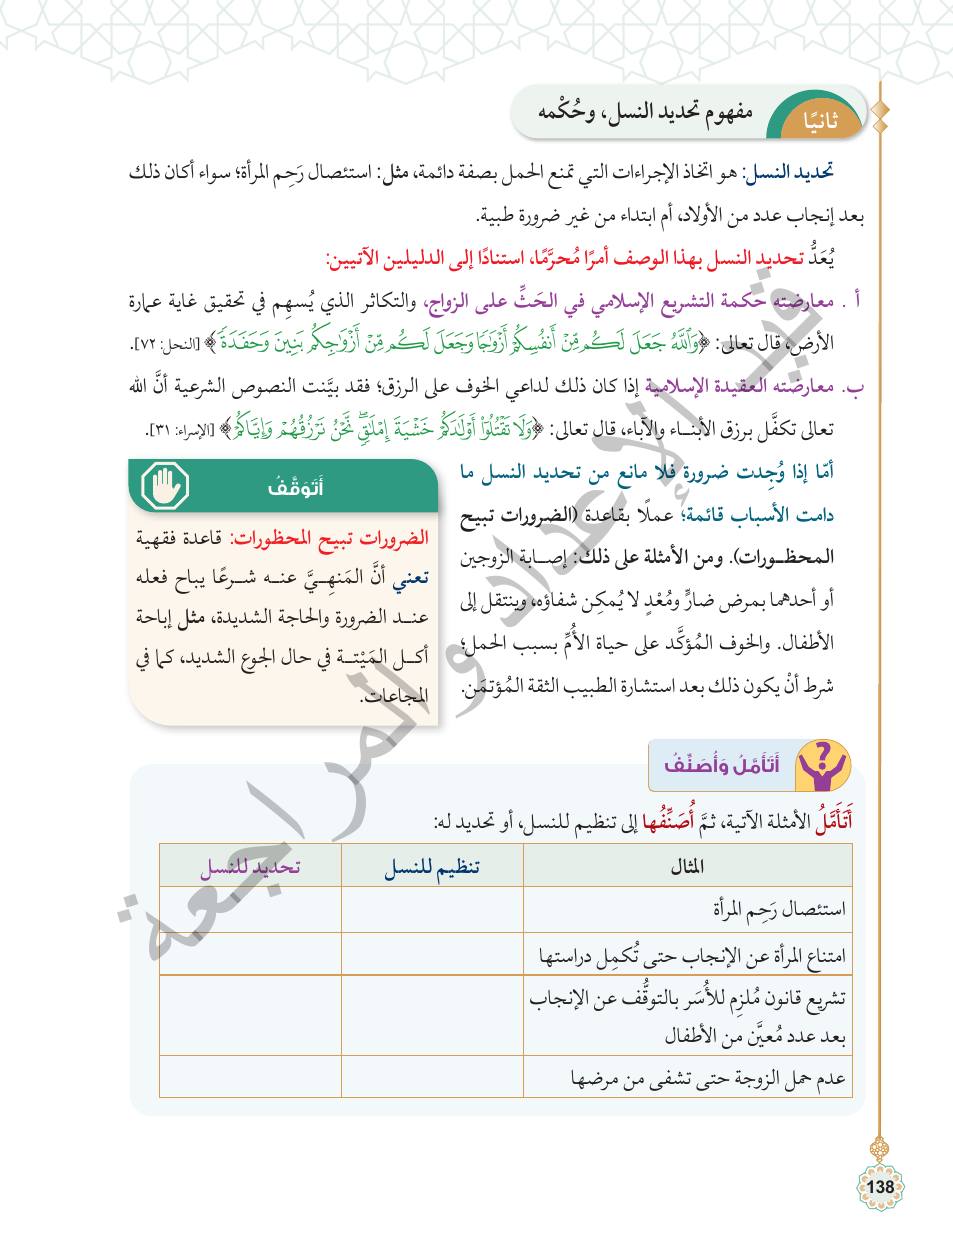 ثانيًا
مفهوم تحديد النسل، وحُكْمه
تحديد النسل: هو اتخاذ الإجراءات التي تمنع الحمل بصفة دائمة، مثل: استئصال رَحِم المرأة؛ سواء أكان ذلك
بعد إنجاب عدد من الأولاد، أم ابتداء من غير ضرورة طبية.
يُعَدُّ تحديد النسل بهذا الوصف أمرًا مُحرَّمًا، استنادًا إلى الدليلين الآتيين:
أ . معارضته حكمة التشريع الإسلامي في الحَثِّ على الزواج، والتكاثر الذي يُسهِم في تحقيق غاية عمارة
الأرض، قال تعالى: ﴿وَٱللَّهُ جَعَلَ لَكُم مِّنْ أَنفُسِكُمْ أَزْوَٰجًا وَجَعَلَ لَكُم مِّنْ أَزْوَٰجِكُم بَنِينَ وَحَفَدَةً﴾ [النحل: ٧٢].
ب. معارضته العقيدة الإسلامية إذا كان ذلك لداعي الخوف على الرزق؛ فقد بيَّنت النصوص الشرعية أنَّ الله
تعالى تكفَّل برزق الأبناء والآباء، قال تعالى: ﴿وَلَا تَقْتُلُوٓا۟ أَوْلَٰدَكُمْ خَشْيَةَ إِمْلَٰقٍ ۖ نَّحْنُ نَرْزُقُهُمْ وَإِيَّاكُمْ﴾ [الإسراء: ٣١].
أمّا إذا وُجِدت ضرورة فلا مانع من تحديد النسل ما
دامت الأسباب قائمة؛ عملًا بقاعدة (الضرورات تبيح
المحظورات). ومن الأمثلة على ذلك: إصابة الزوجين
أو أحدهما بمرض ضارٍّ ومُعْدٍ لا يُمكِن شفاؤه، وينتقل إلى
الأطفال. والخوف المُؤكَّد على حياة الأُمِّ بسبب الحمل؛
شرط أنْ يكون ذلك بعد استشارة الطبيب الثقة المُؤتمَن.
أَتَوَقَّفُ
الضرورات تبيح المحظورات: قاعدة فقهية
تعني أنَّ المَنهِيَّ عنه شرعًا يباح فعله
عند الضرورة والحاجة الشديدة، مثل إباحة
أكل المَيْتة في حال الجوع الشديد، كما في
المجاعات.
أَتَأَمَّلُ وَأُصَنِّفُ
أَتَأَمَّلُ الأمثلة الآتية، ثمَّ أُصَنِّفُها إلى تنظيم للنسل، أو تحديد له:
المثال
تنظيم للنسل
تحديد للنسل
استئصال رَحِم المرأة
امتناع المرأة عن الإنجاب حتى تُكمِل دراستها
تشريع قانون مُلزِم للأُسَر بالتوقُّف عن الإنجاب
بعد عدد مُعيَّن من الأطفال
عدم حمل الزوجة حتى تشفى من مرضها
138
قيد الإعداد والمراجعة